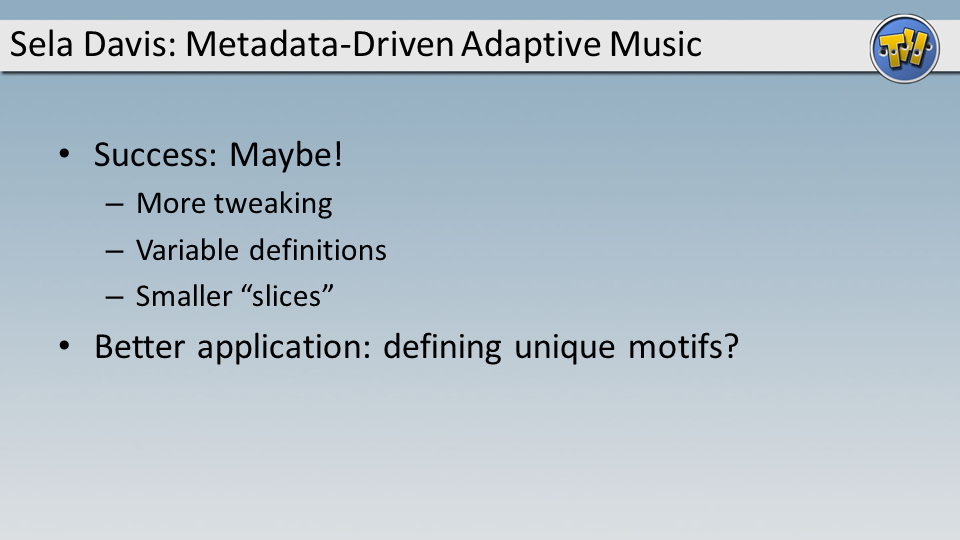 Sela Davis: Metadata-Driven Adaptive Music
• Success: Maybe!
– More tweaking
– Variable definitions
– Smaller “slices”
• Better application: defining unique motifs?